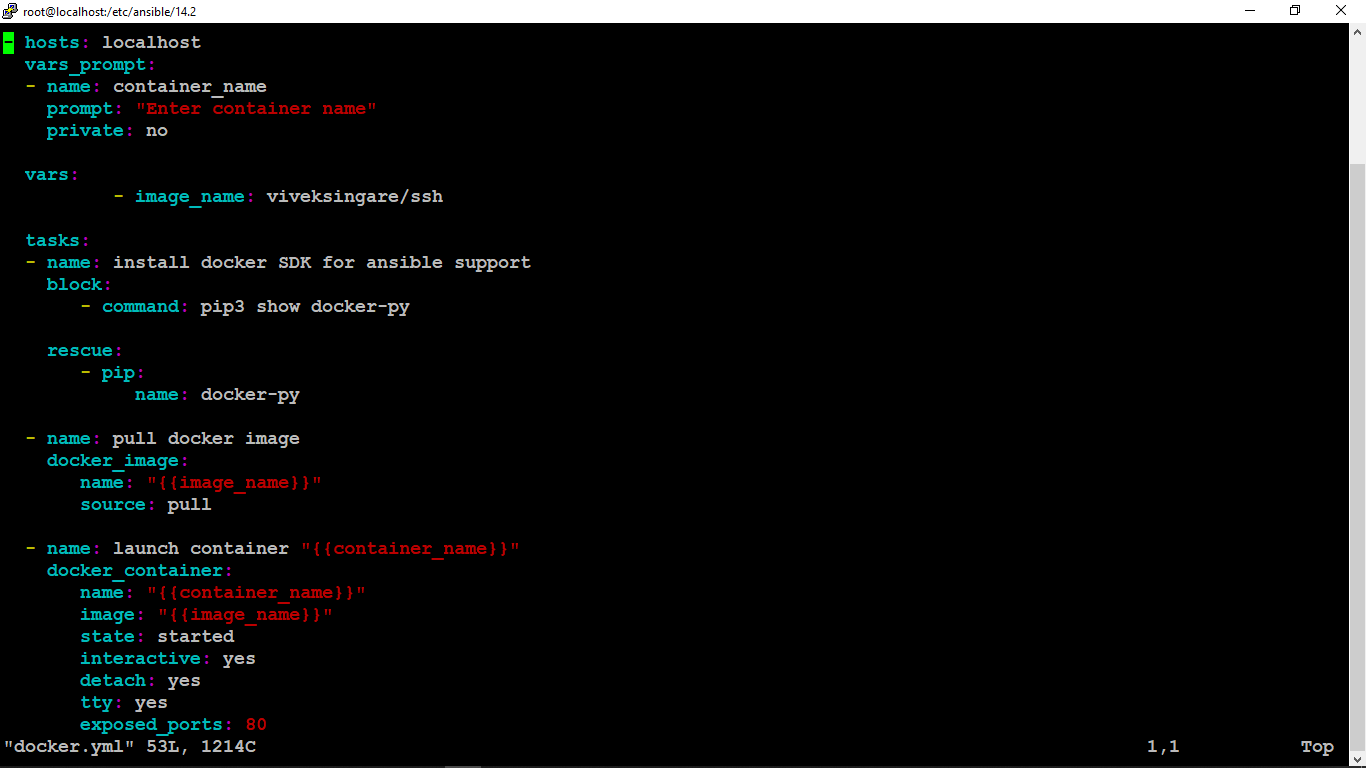 root@localhost:/etc/ansible/14.2
- hosts: localhost
  vars_prompt:
  - name: container_name
    prompt: "Enter container name"
    private: no

  vars:
          - image_name: viveksingare/ssh

  tasks:
  - name: install docker SDK for ansible support
    block:
       - command: pip3 show docker-py

    rescue:
       - pip:
            name: docker-py

  - name: pull docker image
    docker_image:
       name: "{{image_name}}"
       source: pull

  - name: launch container "{{container_name}}"
    docker_container:
       name: "{{container_name}}"
       image: "{{image_name}}"
       state: started
       interactive: yes
       detach: yes
       tty: yes
       exposed_ports: 80
"docker.yml" 53L, 1214C 1,1 Top